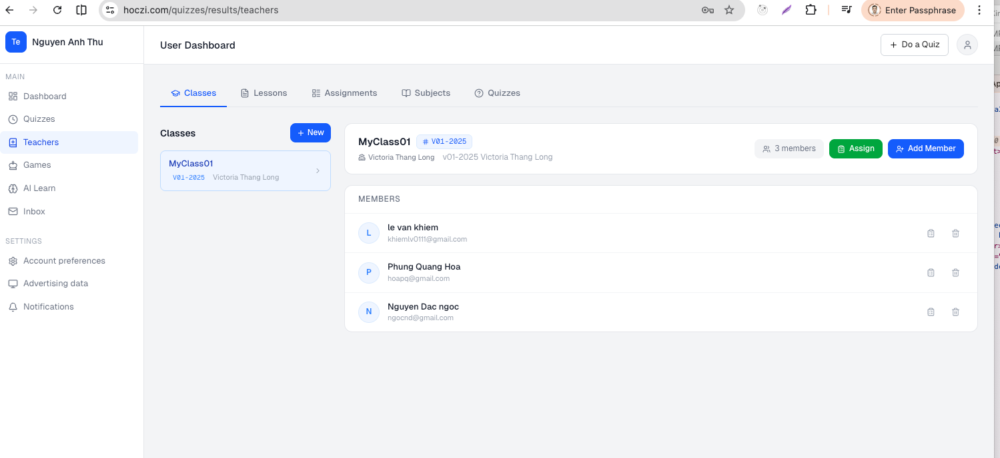 hoczi.com/quizzes/results/teachers
Enter Passphrase
Te
Nguyen Anh Thu
User Dashboard
+ Do a Quiz
MAIN
Dashboard
Quizzes
Teachers
Games
AI Learn
Inbox
SETTINGS
Account preferences
Advertising data
Notifications
Classes
Lessons
Assignments
Subjects
Quizzes
Classes
+ New
MyClass01
V01-2025 Victoria Thang Long
MyClass01 # V01-2025
Victoria Thang Long v01-2025 Victoria Thang Long
3 members
Assign
Add Member
MEMBERS
L
le van khiem
khiemlv0111@gmail.com
P
Phung Quang Hoa
hoapq@gmail.com
N
Nguyen Dac ngoc
ngocnd@gmail.com